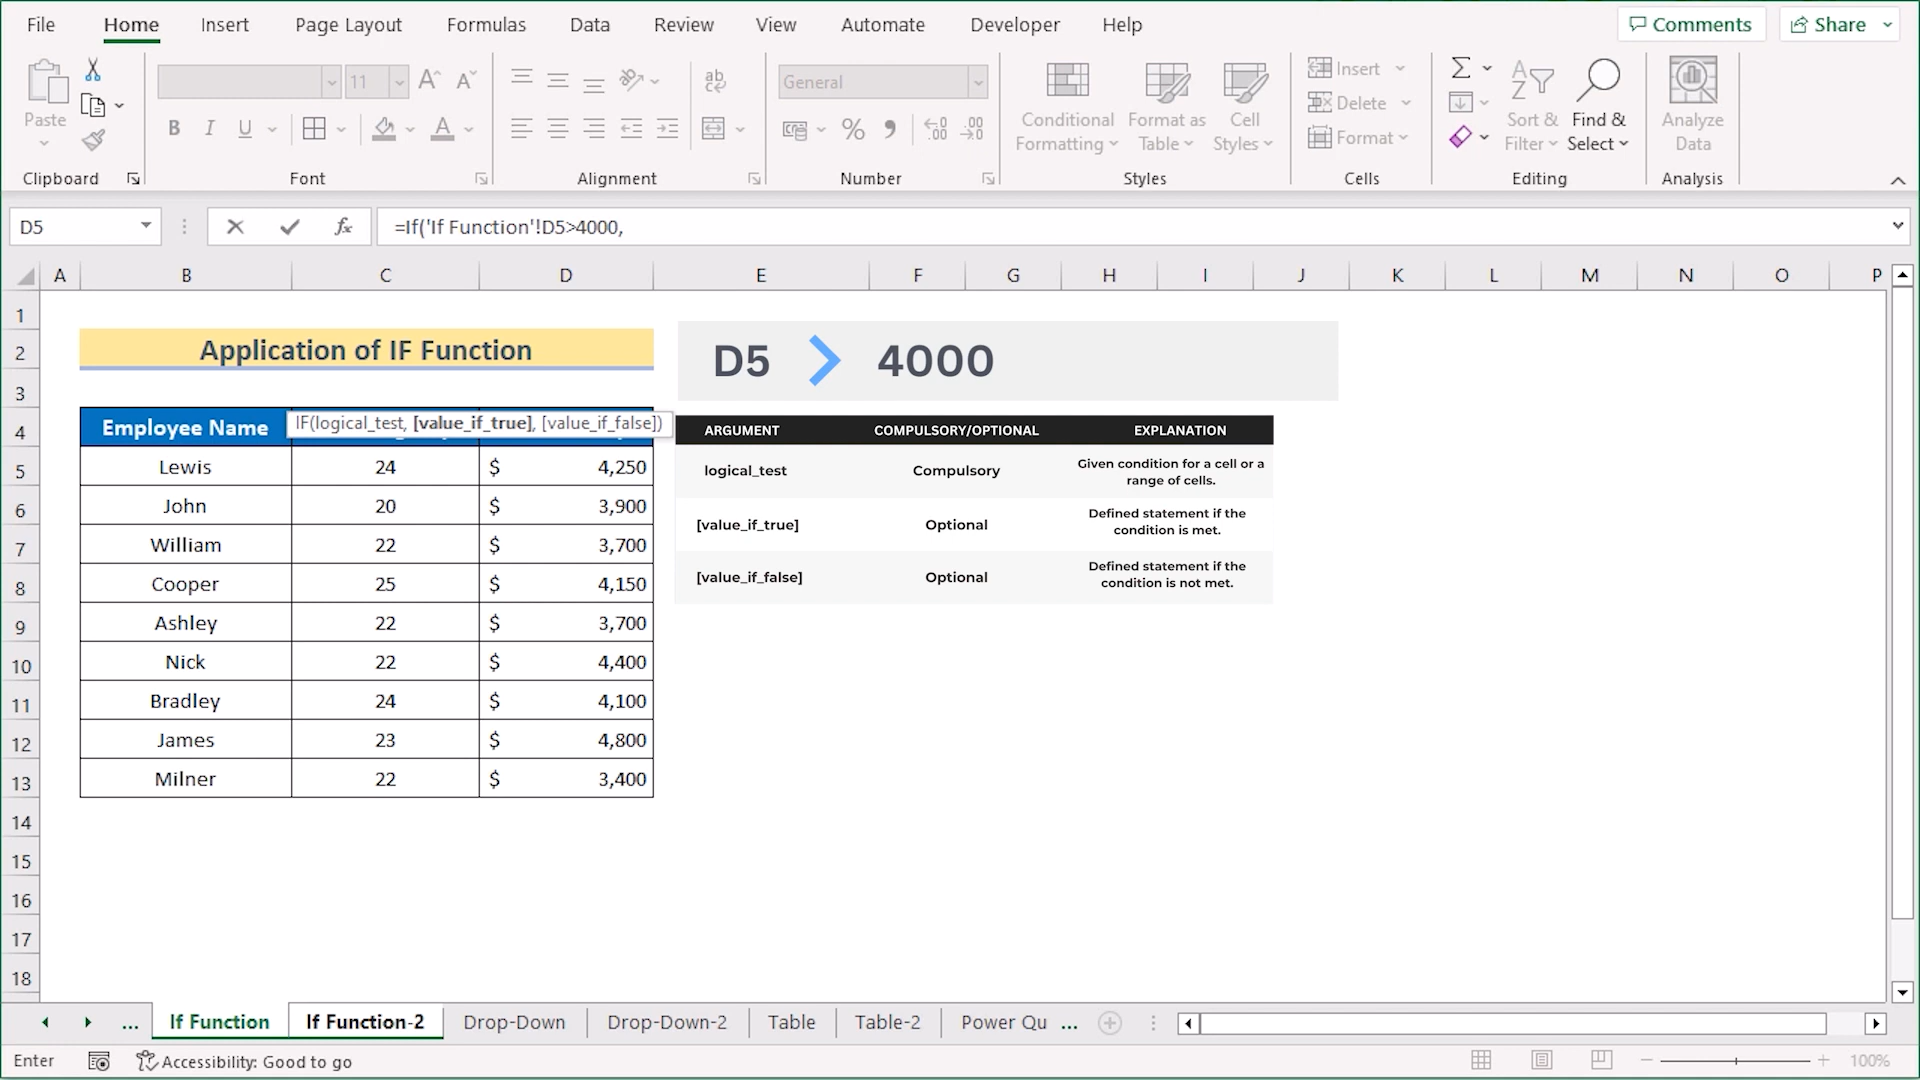 File Home Insert Page Layout Formulas Data Review View Automate Developer Help Comments Share
Paste
11
A A
ab
General
Insert
Delete
Format
Conditional Formatting
Format as Table
Cell Styles
Sort & Filter
Find & Select
Analyze Data
B I U A
Clipboard Font Alignment Number Styles Cells Editing Analysis
D5 fx =If('If Function'!D5>4000,
A B C D E F G H I J K L M N O P
1
2 Application of IF Function D5 > 4000
3
4 Employee Name IF(logical_test, [value_if_true], [value_if_false]) ARGUMENT COMPULSORY/OPTIONAL EXPLANATION
5 Lewis 24 $ 4,250 logical_test Compulsory Given condition for a cell or a
range of cells.
6 John 20 $ 3,900 [value_if_true] Optional Defined statement if the
condition is met.
7 William 22 $ 3,700
8 Cooper 25 $ 4,150 [value_if_false] Optional Defined statement if the
condition is not met.
9 Ashley 22 $ 3,700
10 Nick 22 $ 4,400
11 Bradley 24 $ 4,100
12 James 23 $ 4,800
13 Milner 22 $ 3,400
14
15
16
17
18
... If Function If Function-2 Drop-Down Drop-Down-2 Table Table-2 Power Qu ...
Enter Accessibility: Good to go 100%